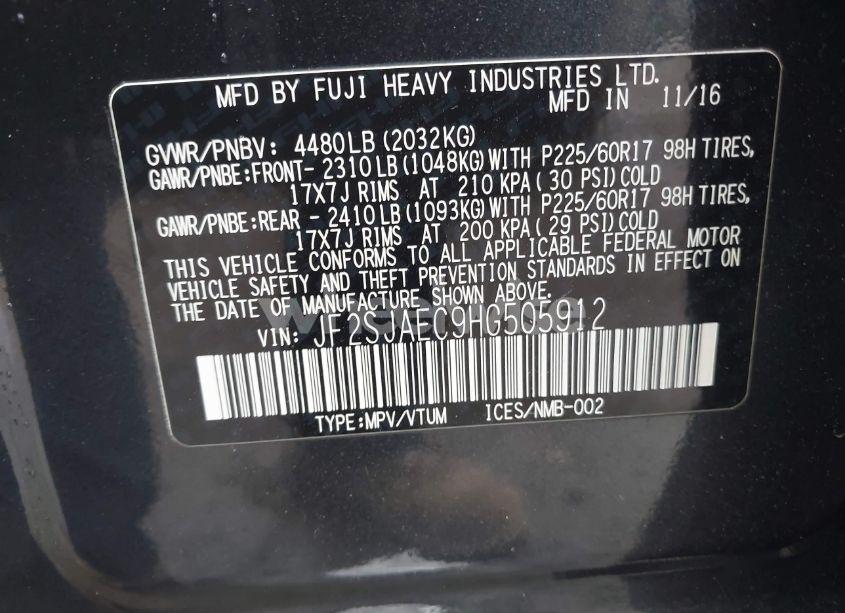 MFD BY FUJI HEAVY INDUSTRIES LTD.
MFD IN 11/16
GVWR/PNBV: 4480LB(2032KG)
GAWR/PNBE:FRONT- 2310LB(1048KG)WITH P225/60R17 98H TIRES,
17X7J RIMS AT 210 KPA( 30 PSI)COLD
GAWR/PNBE:REAR - 2410LB(1093KG)WITH P225/60R17 98H TIRES,
17X7J RIMS AT 200 KPA( 29 PSI)COLD
THIS VEHICLE CONFORMS TO ALL APPLICABLE FEDERAL MOTOR
VEHICLE SAFETY AND THEFT PREVENTION STANDARDS IN EFFECT ON
THE DATE OF MANUFACTURE SHOWN ABOVE.
VIN: JF2SJAEC9HG505912
TYPE:MPV/VTUM ICES/NMB-002